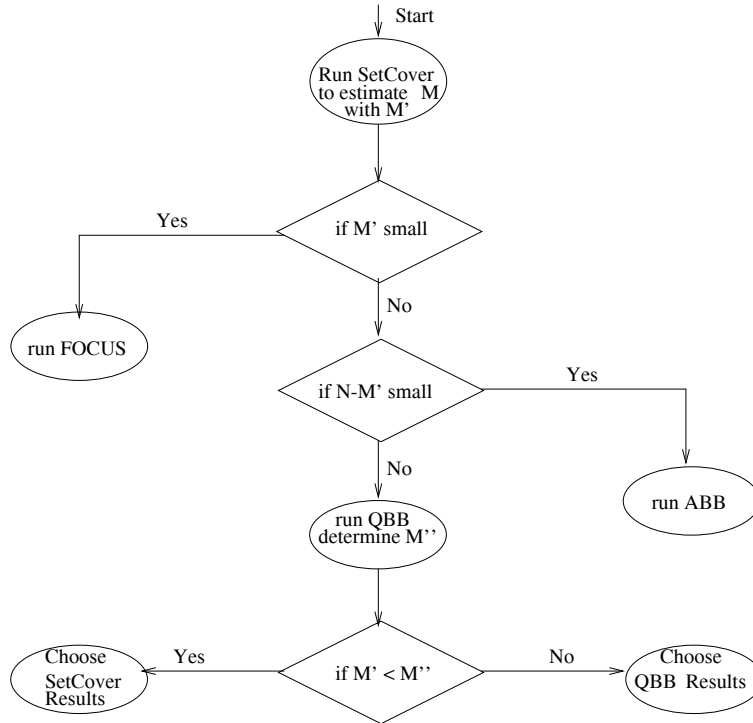 Start
Run SetCover
to estimate M
with M'
if M' small
Yes
run FOCUS
No
if N-M' small
Yes
run ABB
No
run QBB
determine M''
if M' < M''
Yes
Choose
SetCover
Results
No
Choose
QBB Results